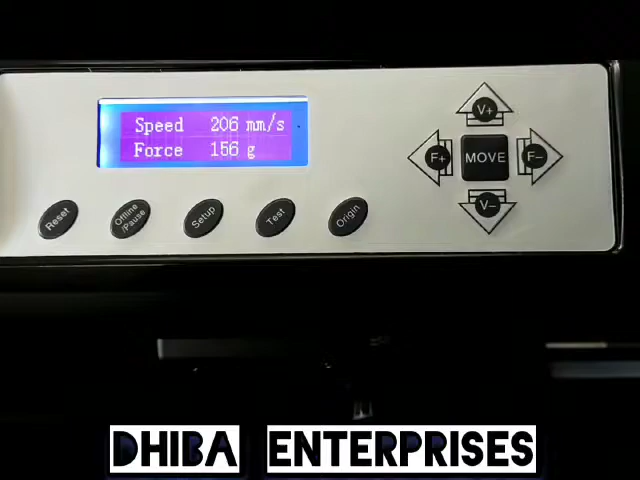 Speed 206 mm/s
Force 156 g
V+
F+
MOVE
F-
V-
Reset
Offline
/Pause
Setup
Test
Origin
DHIBA ENTERPRISES